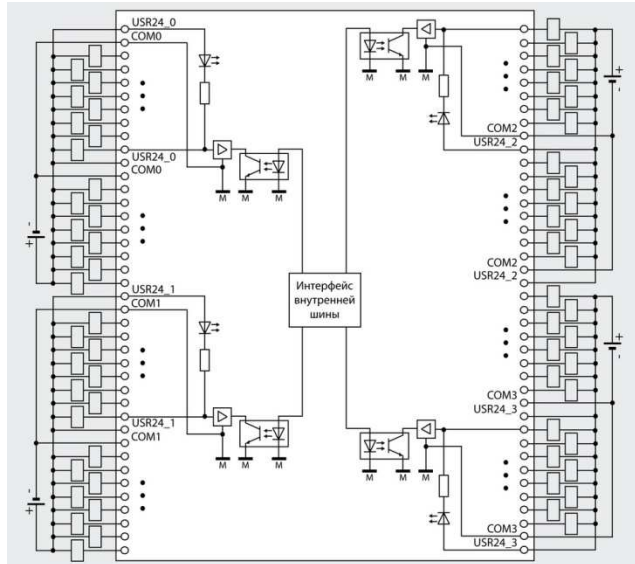 USR24_0
COM0
M M
M
USR24_0
COM0
M
M M
COM2
USR24_2
COM2
USR24_2
Интерфейс
внутренней
шины
USR24_1
COM1
USR24_1
COM1
M
M M
COM3
USR24_3
M M
M
COM3
USR24_3
+
-
+
-
+
-
+
-